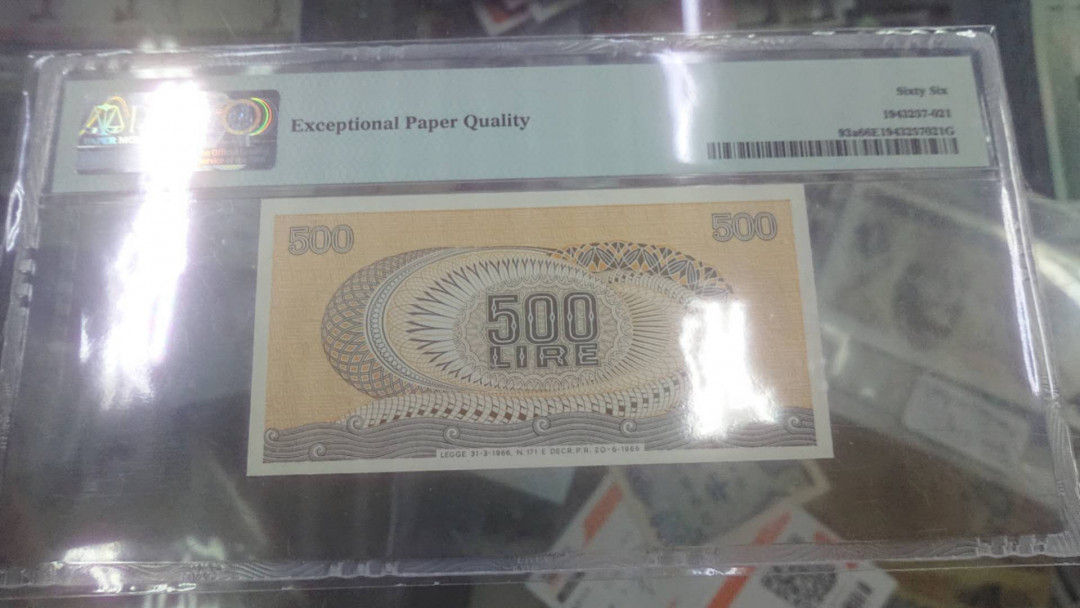 Sixty Six
Exceptional Paper Quality
1943257-021
93a66E1943257021G
500
500
500
LIRE
LEGGE 31-3-1966, N. 171 E DECR. P.R. 20-6-1966